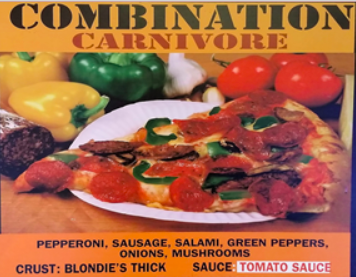 COMBINATION
CARNIVORE
PEPPERONI, SAUSAGE, SALAMI, GREEN PEPPERS,
ONIONS, MUSHROOMS
CRUST: BLONDIE'S THICK SAUCE TOMATO SAUCE